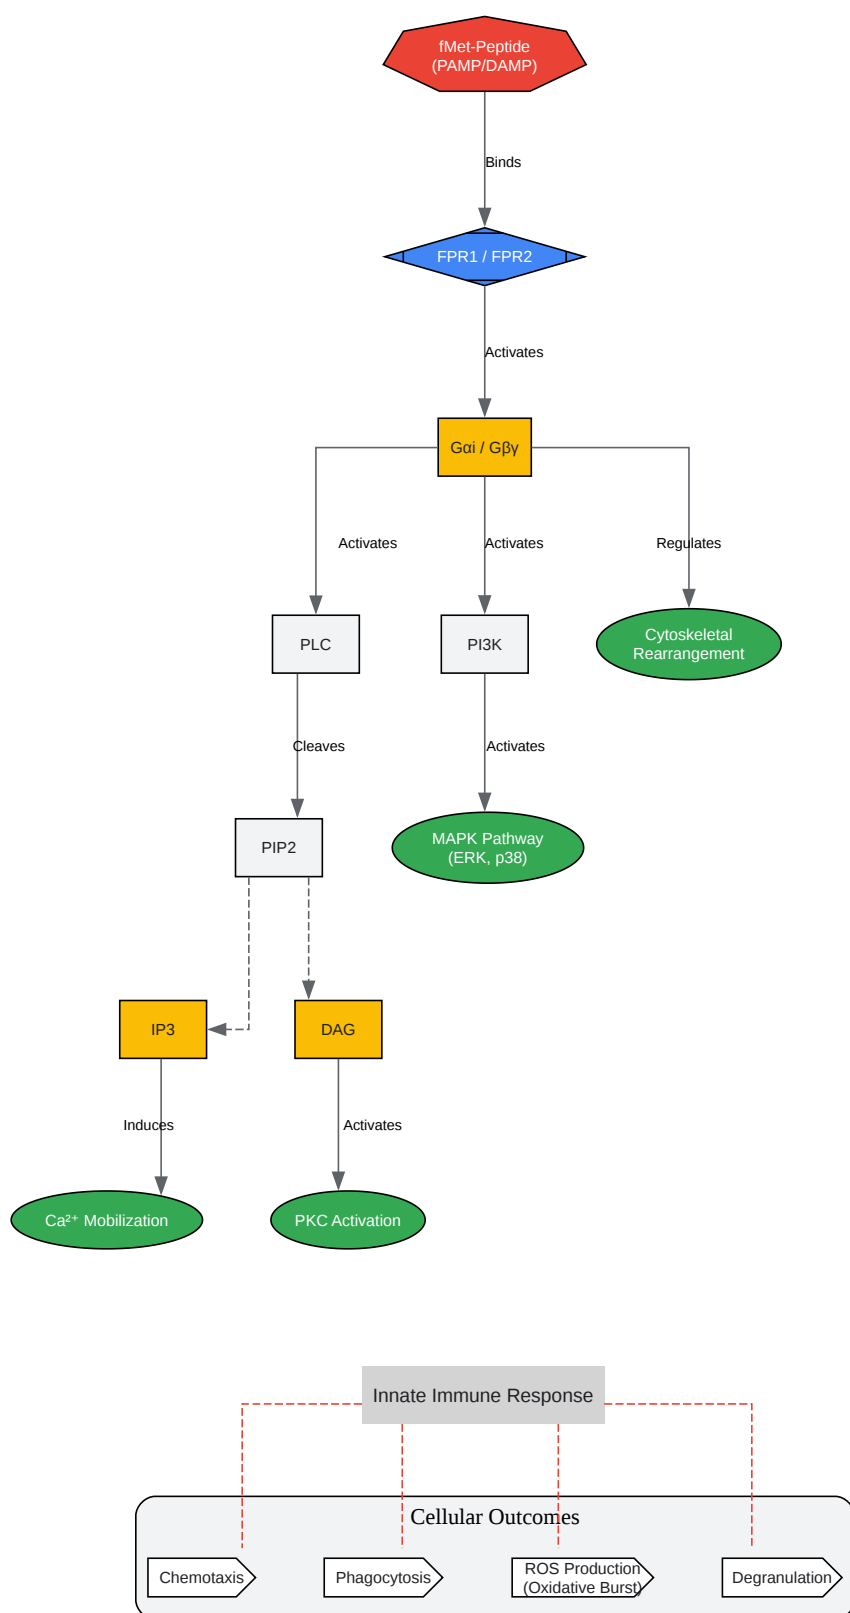 fMet-Peptide
(PAMP/DAMP)
Binds
FPR1 / FPR2
Activates
Gαi / Gβγ
Activates
Activates
Regulates
PLC
PI3K
Cytoskeletal
Rearrangement
Cleaves
Activates
PIP2
MAPK Pathway
(ERK, p38)
IP3
DAG
Induces
Activates
Ca²⁺ Mobilization
PKC Activation
Innate Immune Response
Cellular Outcomes
Chemotaxis
Phagocytosis
ROS Production
(Oxidative Burst)
Degranulation